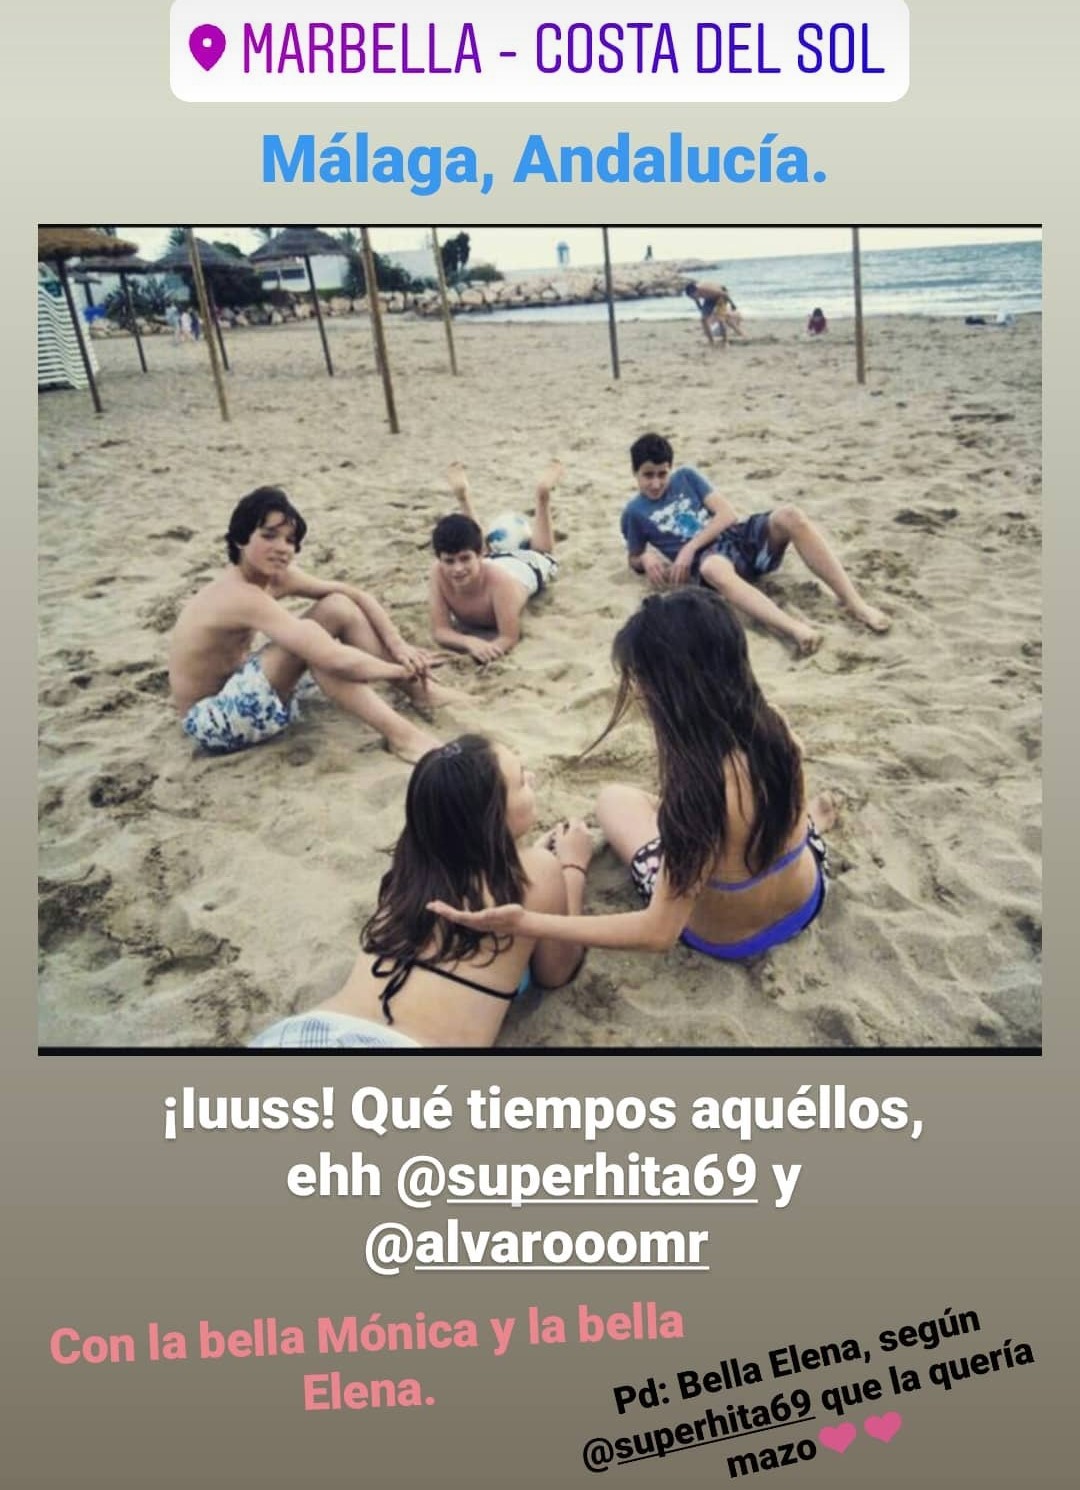 MARBELLA - COSTA DEL SOL
Málaga, Andalucía.
¡Iuuss! Qué tiempos aquéllos,
ehh @superhita69 y
@alvarooomr
Con la bella Mónica y la bella
Elena.
Pd: Bella Elena, según
@superhita69 que la quería
mazo